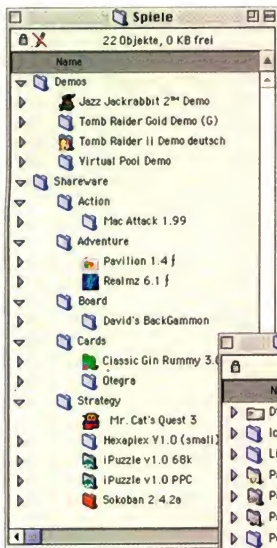 Spiele
22 Objekte, 0 KB frei
Name
Demos
Jazz Jackrabbit 2™ Demo
Tomb Raider Gold Demo (G)
Tomb Raider II Demo deutsch
Virtual Pool Demo
Shareware
Action
Mac Attack 1.99
Adventure
Pavilion 1.4 ƒ
Realmz 6.1 ƒ
Board
David's BackGammon
Cards
Classic Gin Rummy 3.0
Otegra
Strategy
Mr. Cat's Quest 3
Hexaplex V1.0 (small)
iPuzzle v1.0 68k
iPuzzle v1.0 PPC
Sokoban 2.4.2a